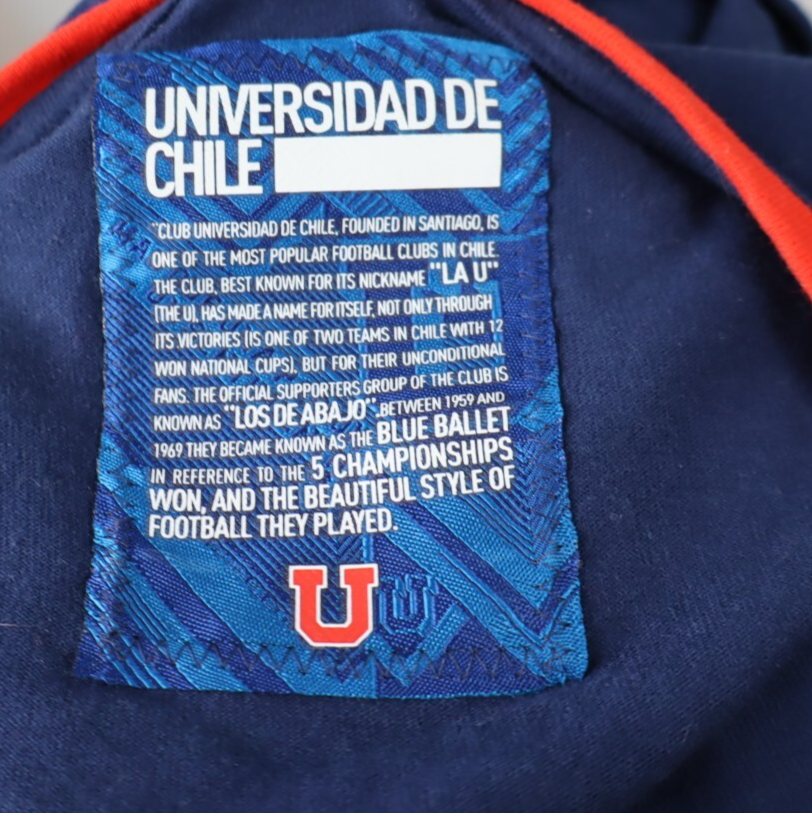 UNIVERSIDAD DE
CHILE
"CLUB UNIVERSIDAD DE CHILE, FOUNDED IN SANTIAGO, IS
ONE OF THE MOST POPULAR FOOTBALL CLUBS IN CHILE.
THE CLUB, BEST KNOWN FOR ITS NICKNAME "LA U"
(THE U), HAS MADE A NAME FOR ITSELF, NOT ONLY THROUGH
ITS VICTORIES (IS ONE OF TWO TEAMS IN CHILE WITH 12
WON NATIONAL CUPS), BUT FOR THEIR UNCONDITIONAL
FANS. THE OFFICIAL SUPPORTERS GROUP OF THE CLUB IS
KNOWN AS "LOS DE ABAJO".BETWEEN 1959 AND
1969 THEY BECAME KNOWN AS THE BLUE BALLET
IN REFERENCE TO THE 5 CHAMPIONSHIPS
WON, AND THE BEAUTIFUL STYLE OF
FOOTBALL THEY PLAYED.
U